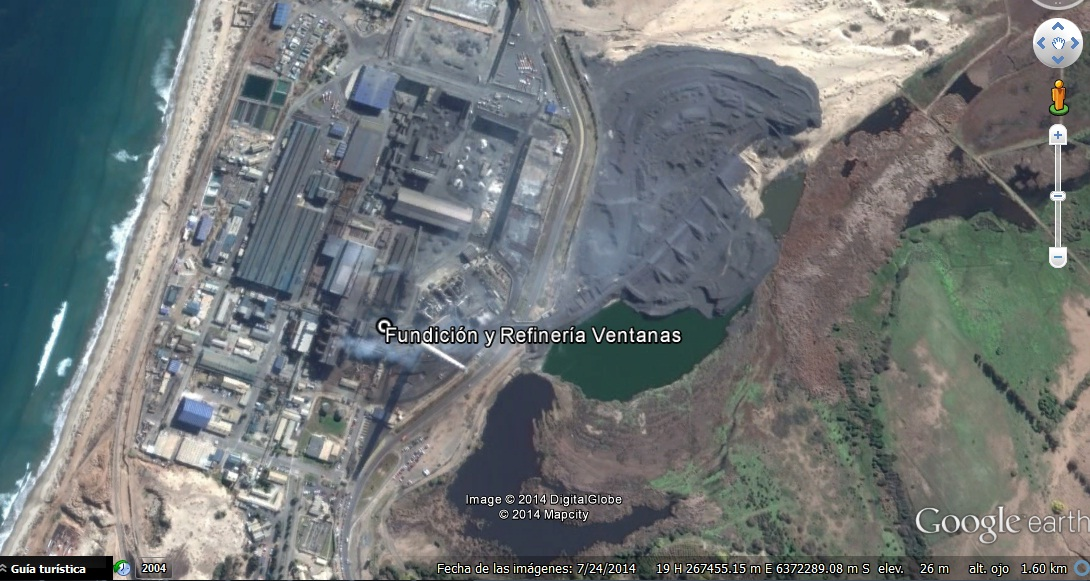 Fundición y Refinería Ventanas
Image © 2014 DigitalGlobe
© 2014 Mapcity
Google earth
Guía turística
2004
Fecha de las imágenes: 7/24/2014 19 H 267455.15 m E 6372289.08 m S elev. 26 m alt. ojo 1.60 km